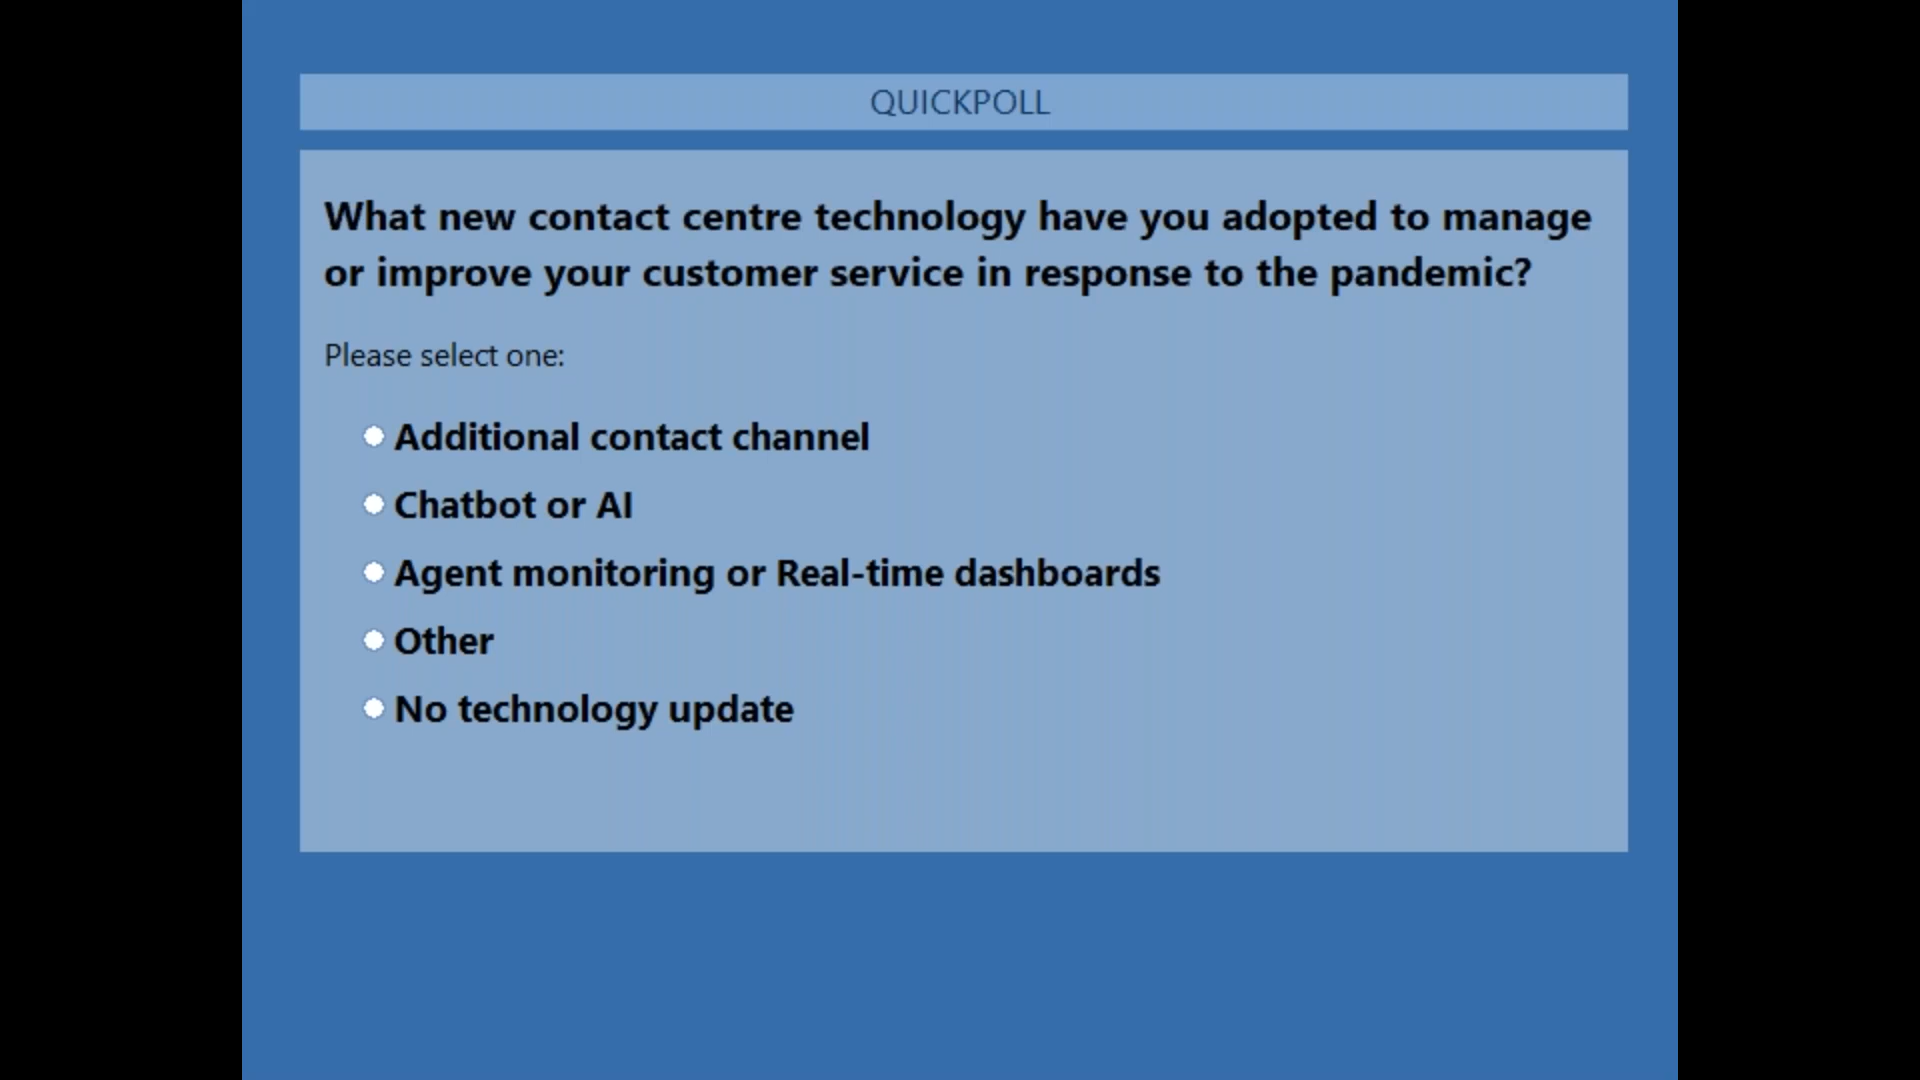 QUICKPOLL
What new contact centre technology have you adopted to manage
or improve your customer service in response to the pandemic?
Please select one:
Additional contact channel
Chatbot or AI
Agent monitoring or Real-time dashboards
Other
No technology update